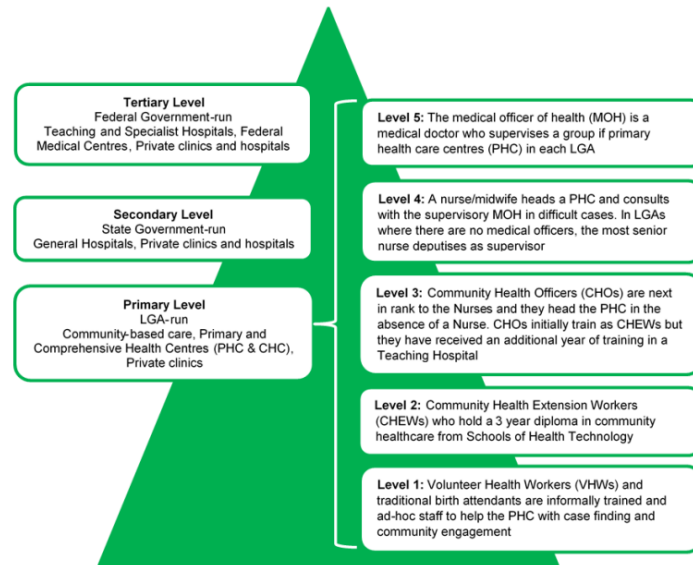 Tertiary Level
Federal Government-run
Teaching and Specialist Hospitals, Federal
Medical Centres, Private clinics and hospitals
Secondary Level
State Government-run
General Hospitals, Private clinics and hospitals
Primary Level
LGA-run
Community-based care, Primary and
Comprehensive Health Centres (PHC & CHC),
Private clinics
Level 5: The medical officer of health (MOH) is a
medical doctor who supervises a group if primary
health care centres (PHC) in each LGA
Level 4: A nurse/midwife heads a PHC and consults
with the supervisory MOH in difficult cases. In LGAs
where there are no medical officers, the most senior
nurse deputises as supervisor
Level 3: Community Health Officers (CHOs) are next
in rank to the Nurses and they head the PHC in the
absence of a Nurse. CHOs initially train as CHEWs but
they have received an additional year of training in a
Teaching Hospital
Level 2: Community Health Extension Workers
(CHEWs) who hold a 3 year diploma in community
healthcare from Schools of Health Technology
Level 1: Volunteer Health Workers (VHWs) and
traditional birth attendants are informally trained and
ad-hoc staff to help the PHC with case finding and
community engagement